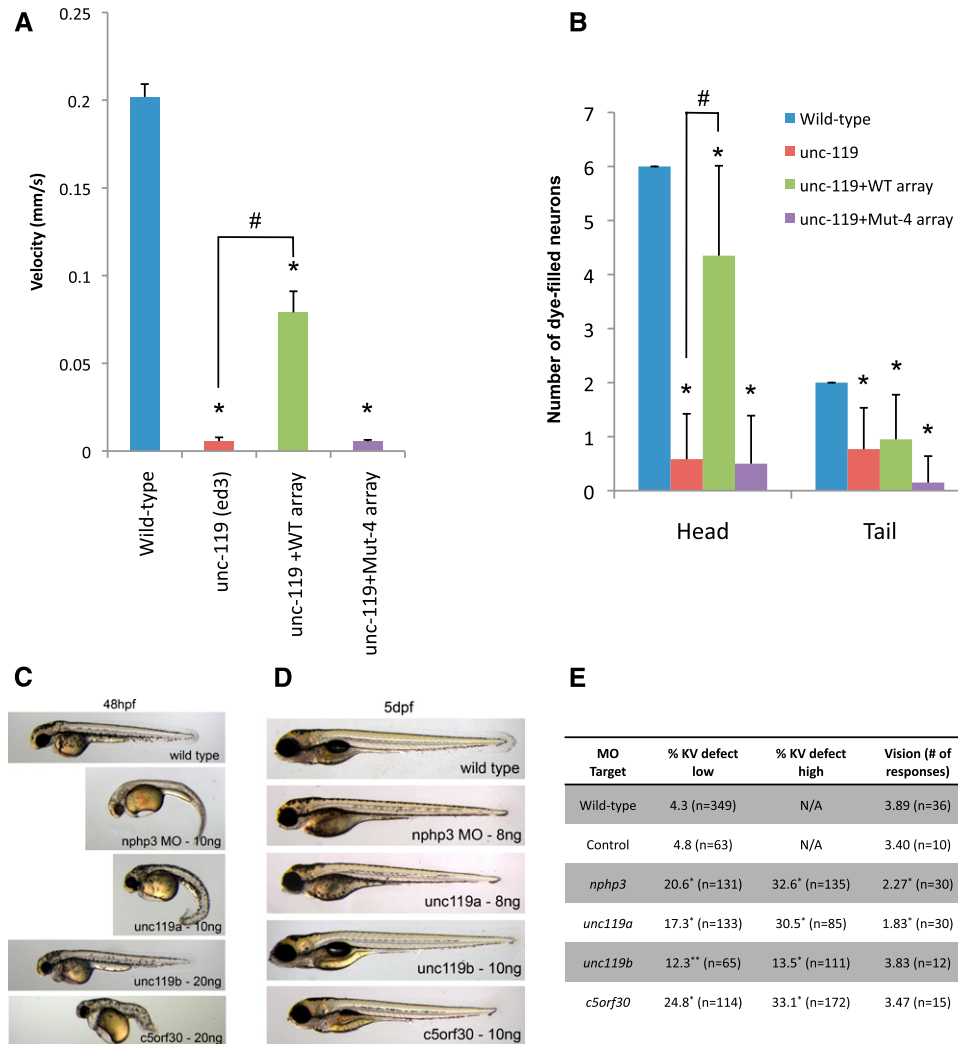 A
0.25
0.2
0.15
0.1
0.05
0
Velocity (mm/s)
#
*
*
*
Wild-type
unc-119 (ed3)
unc-119 +WT array
unc-119+Mut-4 array
B
7
6
5
4
3
2
1
0
Number of dye-filled neurons
#
*
*
*
*
*
*
Wild-type
unc-119
unc-119+WT array
unc-119+Mut-4 array
Head
Tail
C
48hpf
wild type
nphp3 MO - 10ng
unc119a - 10ng
unc119b - 20ng
c5orf30 - 20ng
D
5dpf
wild type
nphp3 MO - 8ng
unc119a - 8ng
unc119b - 10ng
c5orf30 - 10ng
E
MO Target | % KV defect low | % KV defect high | Vision (# of responses)
Wild-type 4.3 (n=349) N/A 3.89 (n=36)
Control 4.8 (n=63) N/A 3.40 (n=10)
nphp3 20.6* (n=131) 32.6* (n=135) 2.27* (n=30)
unc119a 17.3* (n=133) 30.5* (n=85) 1.83* (n=30)
unc119b 12.3** (n=65) 13.5* (n=111) 3.83 (n=12)
c5orf30 24.8* (n=114) 33.1* (n=172) 3.47 (n=15)